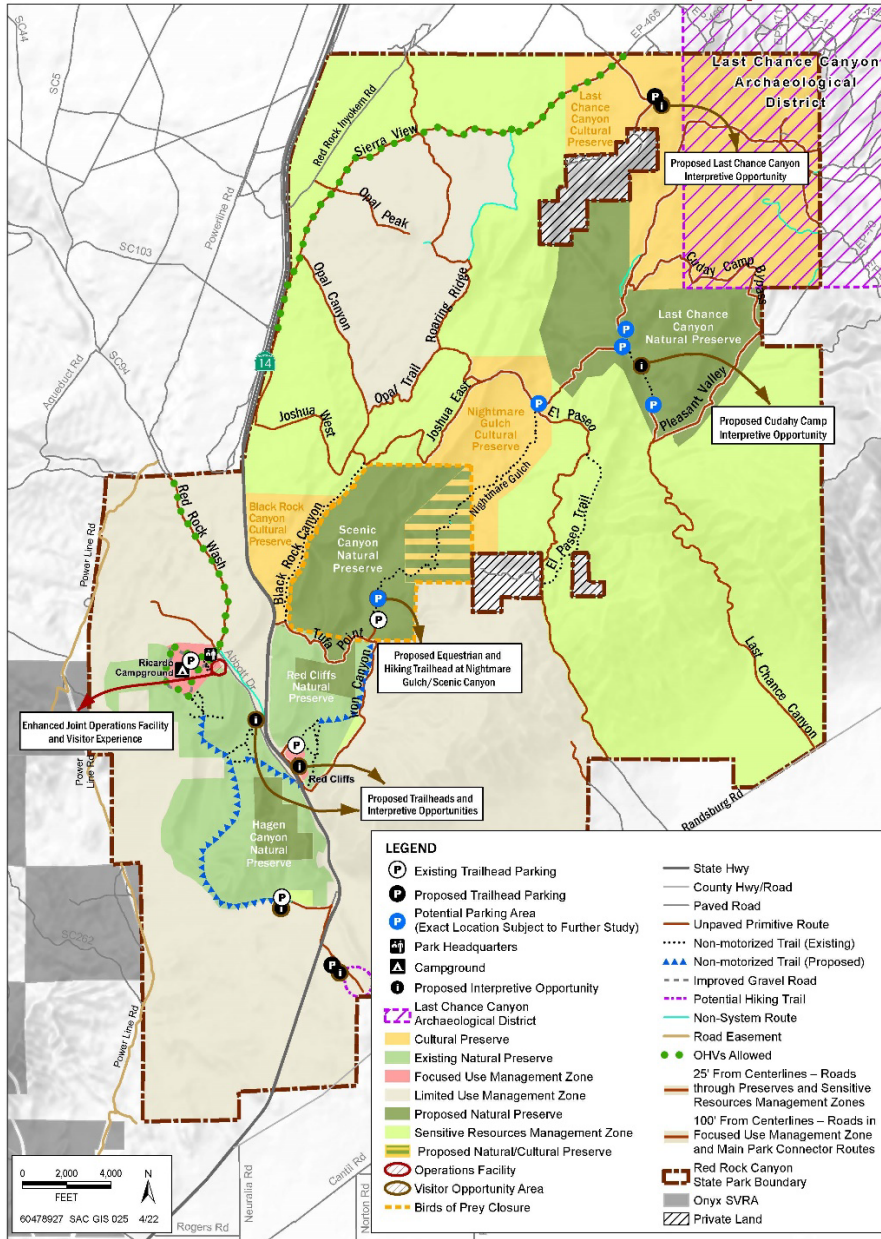 SC44
SC5
EP-465
EP-15
Last Chance Canyon
Archaeological
District
Last
Chance
Canyon
Cultural
Preserve
Red Rock Inyokern Rd
Sierra View
Powerline Rd
Proposed Last Chance Canyon
Interpretive Opportunity
Opal Peak
SC103
Opal Canyon
Roaring Ridge
Cuday Camp
Bypass
EP-70
Last Chance
Canyon
Natural Preserve
SC94
Aqueduct Rd
14
Opal Trail
Joshua West
Joshua East
Nightmare
Gulch
Cultural
Preserve
El Paseo
Pleasant Valley
Proposed Cudahy Camp
Interpretive Opportunity
Red Rock Wash
Power Line Rd
Black Rock
Canyon
Cultural
Preserve
Black Rock Canyon
Scenic
Canyon
Natural
Preserve
Nightmare Gulch
El Paseo Trail
Last Chance Canyon
Tufa Point
Ricardo
Campground
Abbott Dr
Red Cliffs
Natural
Preserve
Proposed Equestrian and
Hiking Trailhead at Nightmare
Gulch/Scenic Canyon
Enhanced Joint Operations Facility
and Visitor Experience
Power
Line Rd
Red Cliffs
Proposed Trailheads and
Interpretive Opportunities
Randsburg Rd
Hagen
Canyon
Natural
Preserve
SC262
Power Line Rd
LEGEND
P Existing Trailhead Parking
P Proposed Trailhead Parking
P Potential Parking Area
(Exact Location Subject to Further Study)
Park Headquarters
Campground
i Proposed Interpretive Opportunity
Last Chance Canyon
Archaeological District
Cultural Preserve
Existing Natural Preserve
Focused Use Management Zone
Limited Use Management Zone
Proposed Natural Preserve
Sensitive Resources Management Zone
Proposed Natural/Cultural Preserve
Operations Facility
Visitor Opportunity Area
Birds of Prey Closure
State Hwy
County Hwy/Road
Paved Road
Unpaved Primitive Route
Non-motorized Trail (Existing)
Non-motorized Trail (Proposed)
Improved Gravel Road
Potential Hiking Trail
Non-System Route
Road Easement
OHVs Allowed
25' From Centerlines – Roads
through Preserves and Sensitive
Resources Management Zones
100' From Centerlines – Roads in
Focused Use Management Zone
and Main Park Connector Routes
Red Rock Canyon
State Park Boundary
Onyx SVRA
Private Land
0 2,000 4,000
FEET
N
60478927 SAC GIS 025 4/22
Rogers Rd
Neuralia Rd
Cantil Rd
Norton Rd